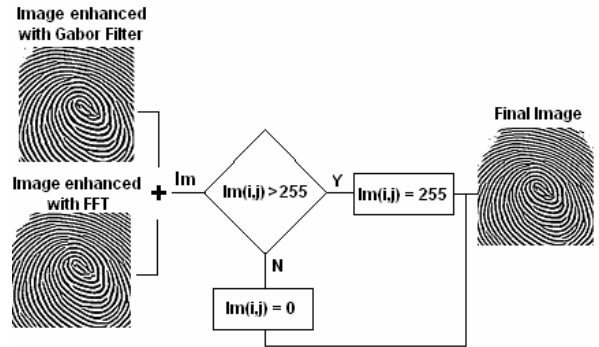 Image enhanced
with Gabor Filter
Final Image
Image enhanced
with FFT
+
Im
Im(i,j) >255
Y
Im(i,j) = 255
N
Im(i,j) = 0